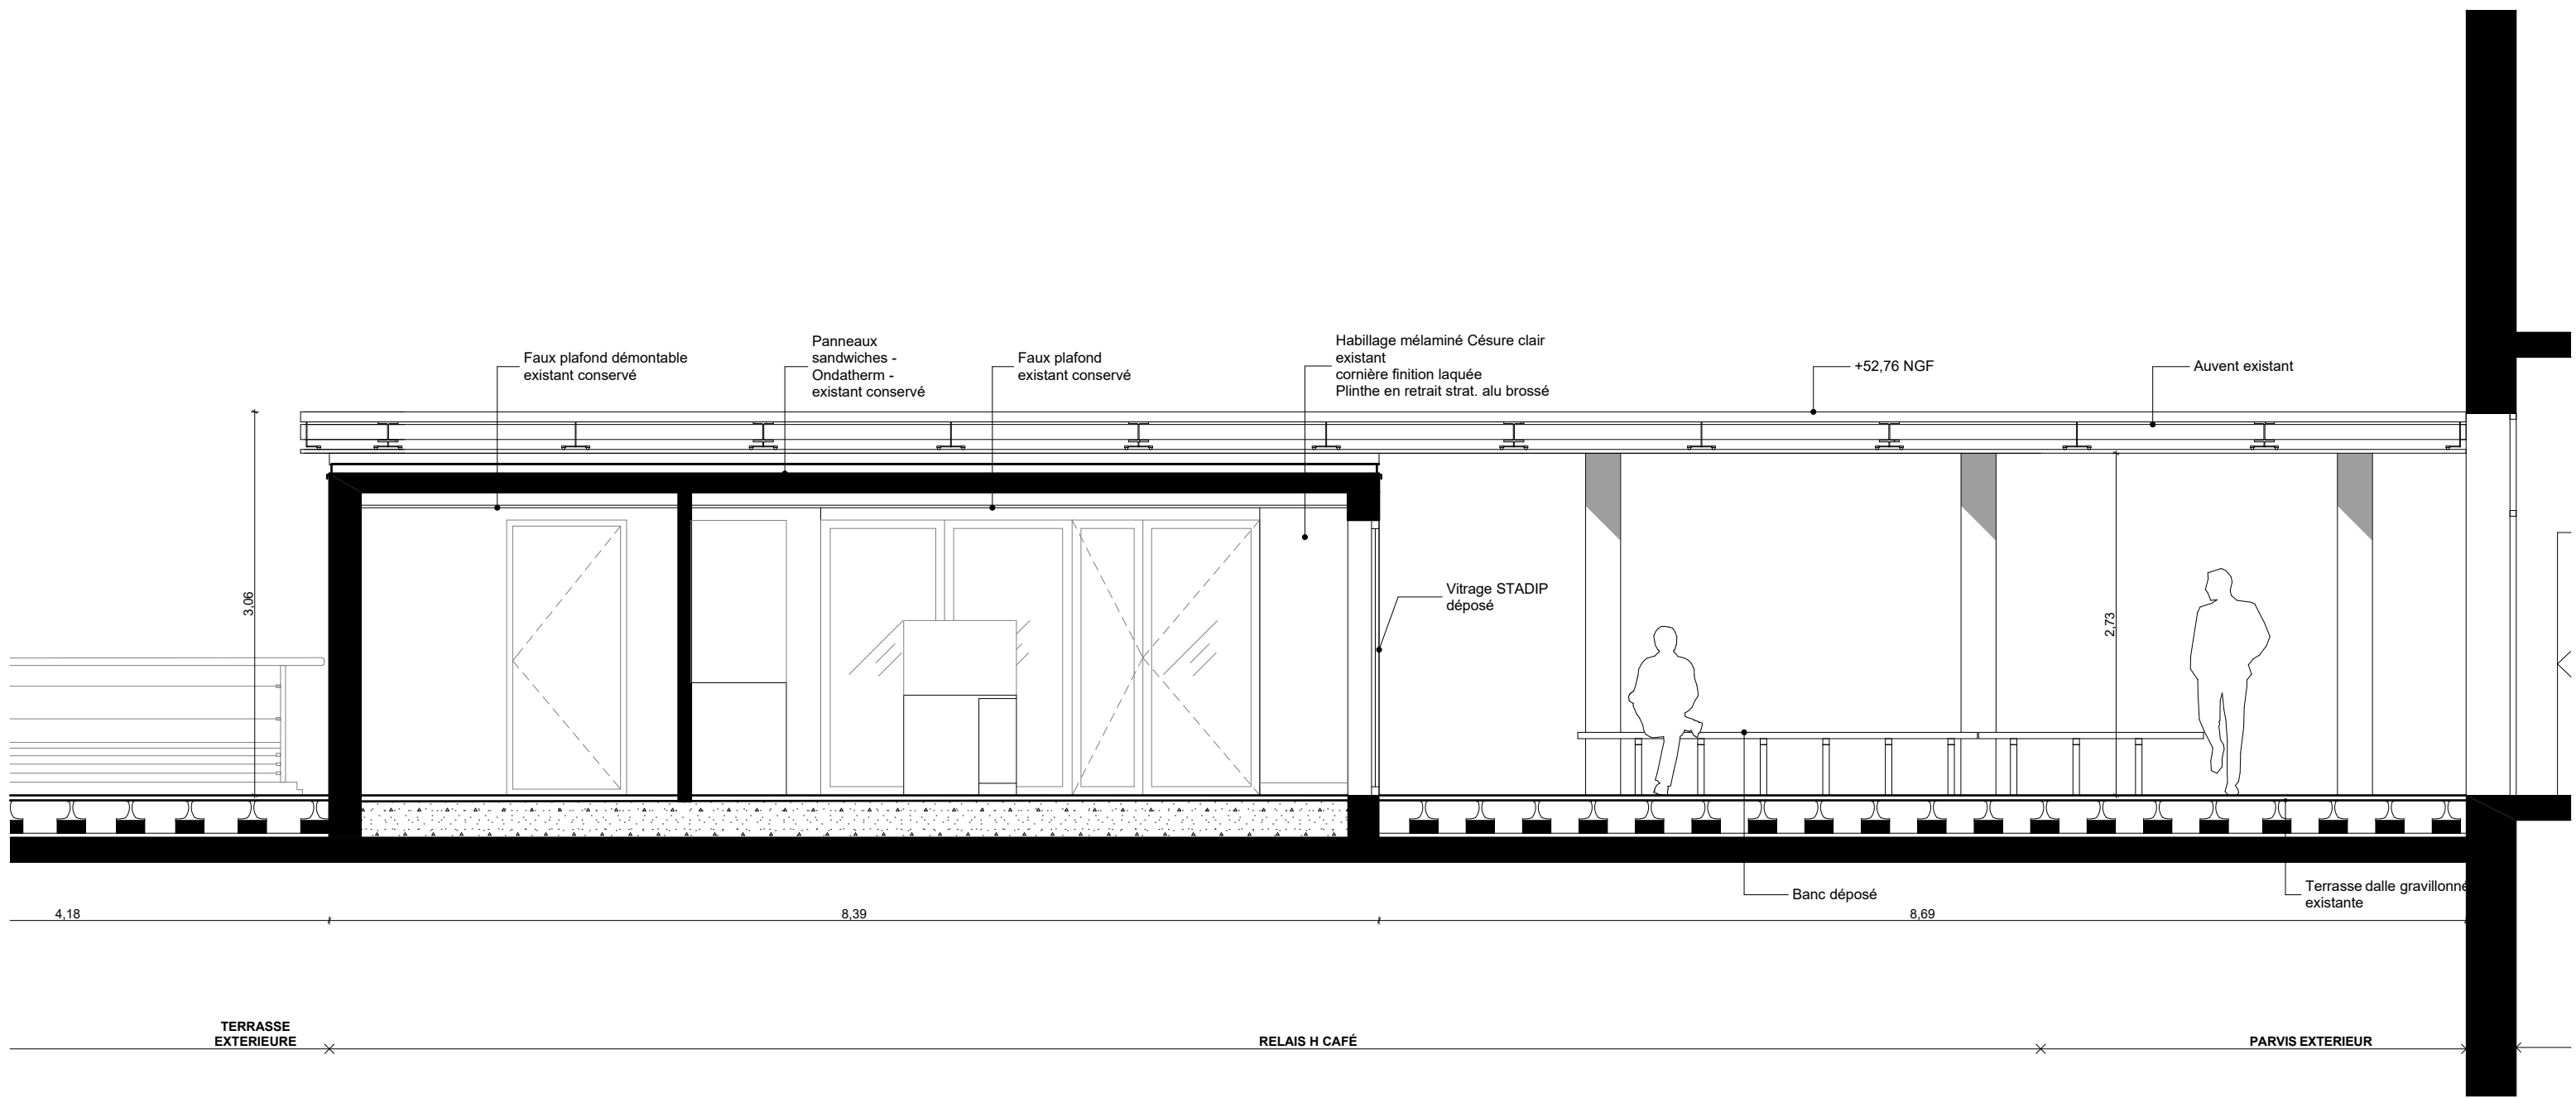 Faux plafond démontable
existant conservé
Panneaux
sandwiches -
Ondatherm -
existant conservé
Faux plafond
existant conservé
Habillage mélaminé Césure clair
existant
cornière finition laquée
Plinthe en retrait strat. alu brossé
+52,76 NGF
Auvent existant
3,06
Vitrage STADIP
déposé
2,73
Banc déposé
Terrasse dalle gravillonné
existante
4,18
8,39
8,69
TERRASSE
EXTERIEURE
RELAIS H CAFÉ
PARVIS EXTERIEUR